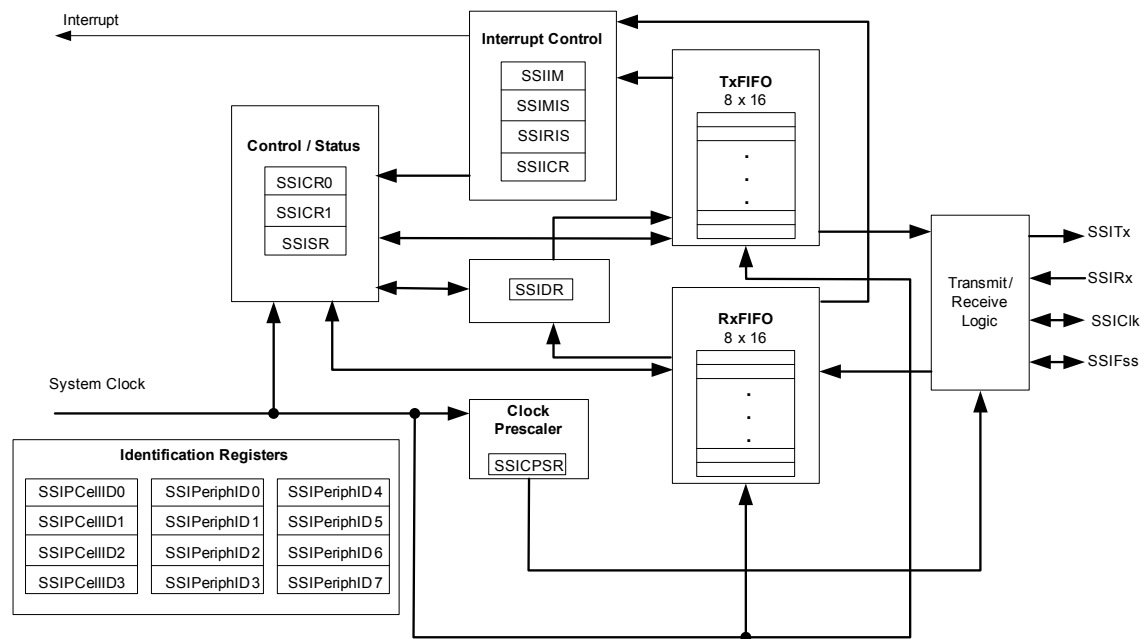 Interrupt
Interrupt Control
SSIIM
SSIMIS
SSIRIS
SSIICR
TxFIFO
8 x 16
.
.
.
Control / Status
SSICR0
SSICR1
SSISR
SSIDR
RxFIFO
8 x 16
.
.
.
Transmit/
Receive
Logic
SSITx
SSIRx
SSIClk
SSIFss
System Clock
Clock
Prescaler
SSICPSR
Identification Registers
SSIPCellID0 SSIPeriphID0 SSIPeriphID4
SSIPCellID1 SSIPeriphID1 SSIPeriphID5
SSIPCellID2 SSIPeriphID2 SSIPeriphID6
SSIPCellID3 SSIPeriphID3 SSIPeriphID7